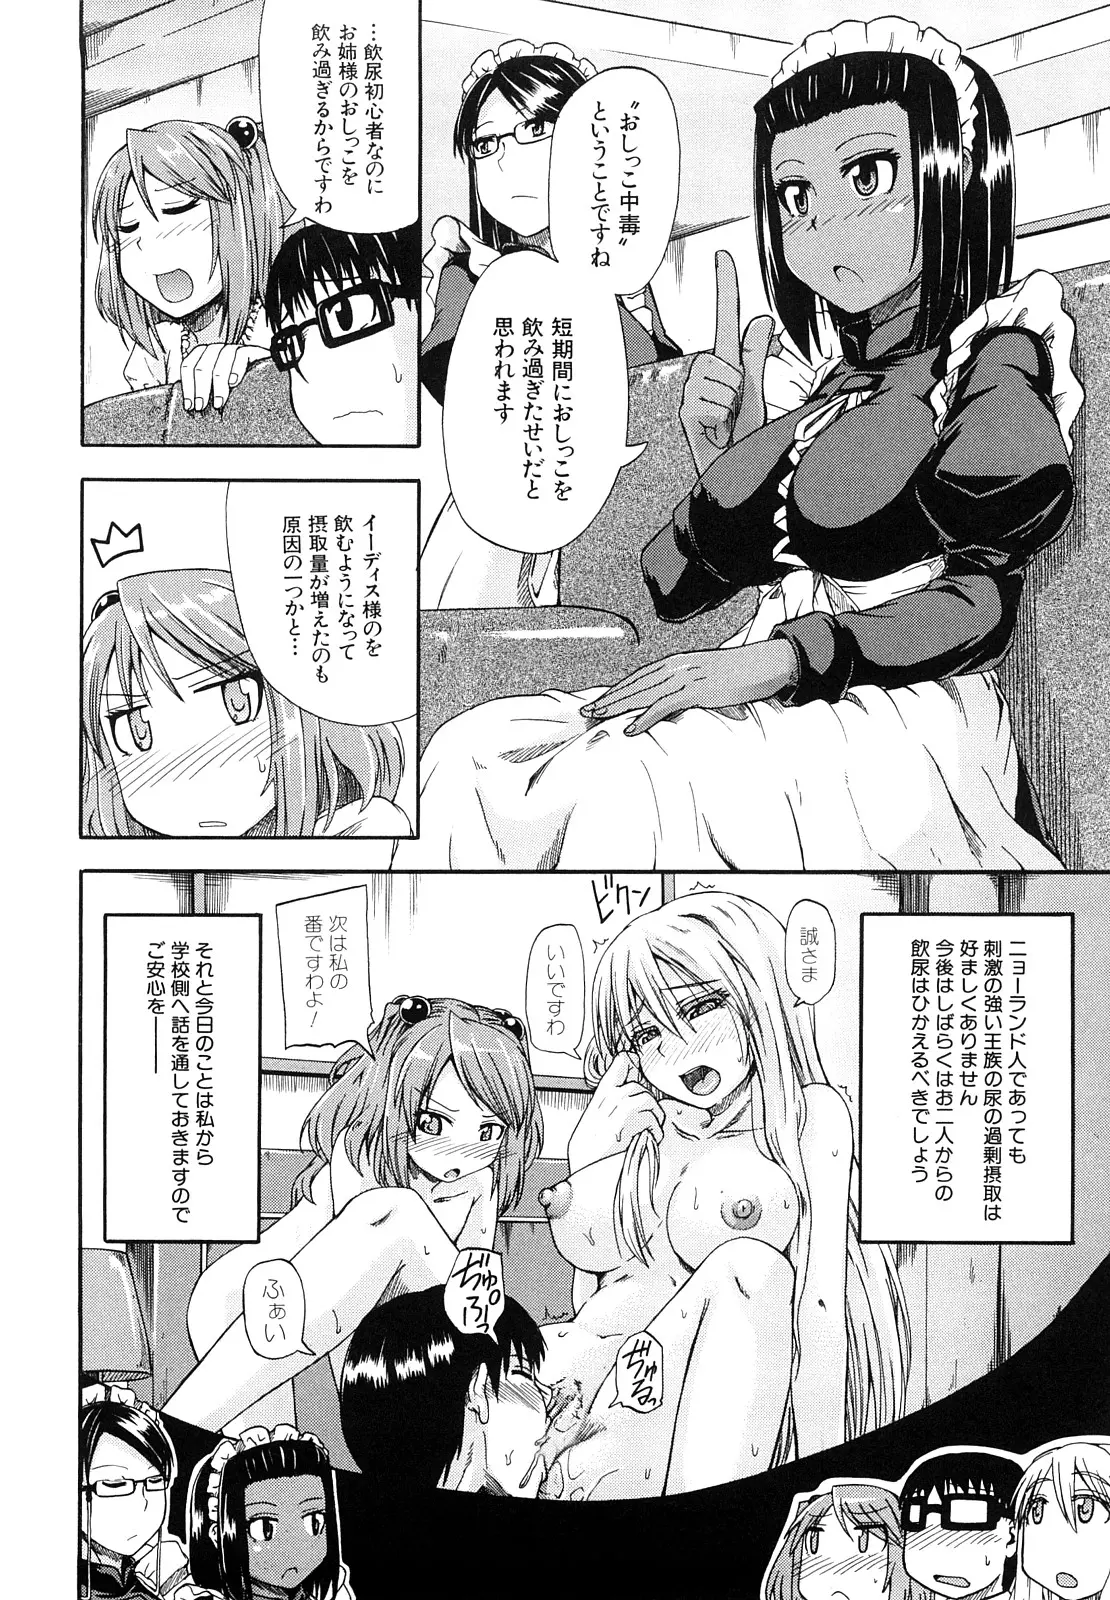 “おしっこ中毒”
ということですね
短期間におしっこを
飲み過ぎたせいだと
思われます
…飲尿初心者なのに
お姉様のおしっこを
飲み過ぎるからですわ
イーディス様のを
飲むようになって
摂取量が増えたのも
原因の一つかと…
ニョーランド人であっても
刺激の強い王族の尿の過剰摂取は
好ましくありません
今後はしばらくはお二人からの
飲尿はひかえるべきでしょう
誠さま
ビクン
いいですわ
次は私の
番ですわよ!
ぢゅぷっ
ぢゅるっ
ふぁい
それと今日のことは私から
学校側へ話を通しておきますので
ご安心を――